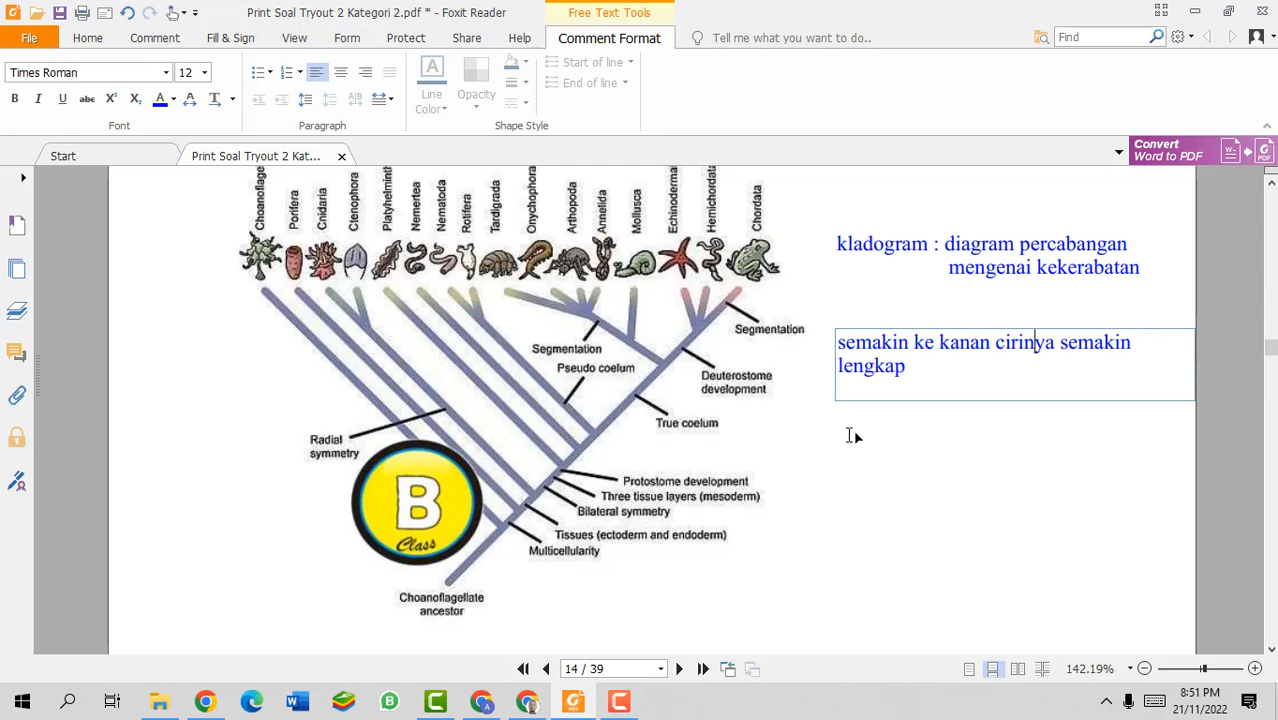 Print Soal Tryout 2 Kategori 2.pdf * - Foxit Reader
Free Text Tools
File
Home
Comment
Fill & Sign
View
Form
Protect
Share
Help
Comment Format
Tell me what you want to do..
Find
Times Roman
12
Line
Color
Opacity
Start of line
End of line
Font
Paragraph
Shape Style
Start
Print Soal Tryout 2 Kat...
Convert
Word to PDF
Choanoflage
Porifera
Cnidaria
Ctenophora
Platyhelminth
Nemertea
Nematoda
Rotifera
Tardigrada
Onychophora
Arthopoda
Annelida
Mollusca
Echinodermat
Hemichordat
Chordata
kladogram : diagram percabangan
mengenai kekerabatan
semakin ke kanan cirinya semakin
lengkap
Segmentation
Segmentation
Pseudo coelum
Deuterostome
development
True coelum
Radial
symmetry
B
Class
Protostome development
Three tissue layers (mesoderm)
Bilateral symmetry
Tissues (ectoderm and endoderm)
Multicellularity
Choanoflagellate
ancestor
14 / 39
142.19%
8:51 PM
21/11/2022